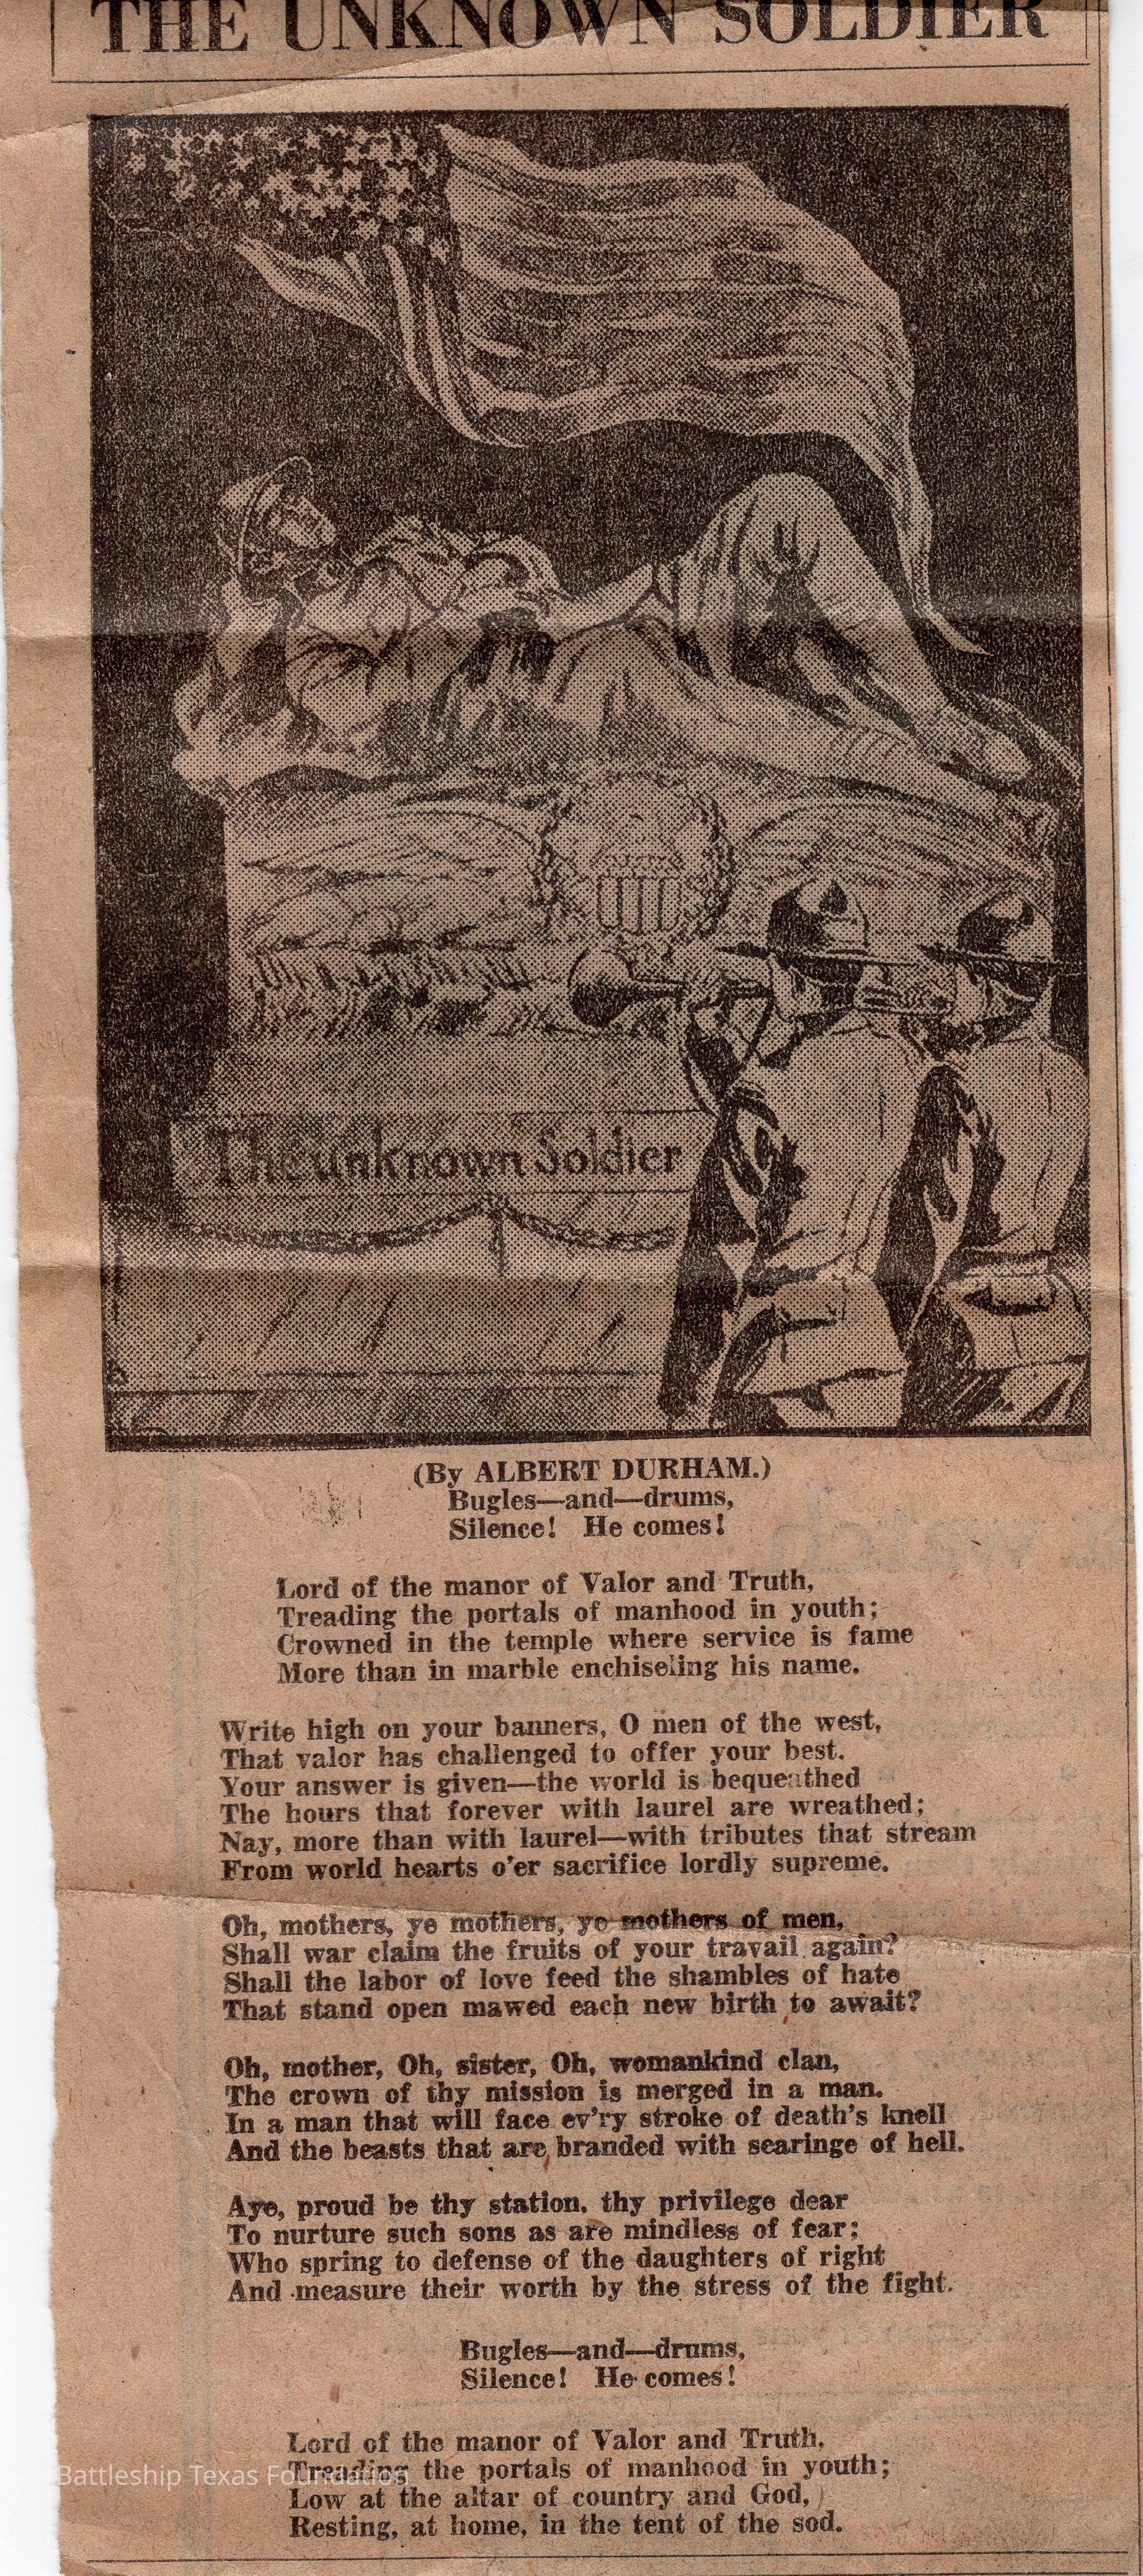 THE UNKNOWN SOLDIER
The unknown Soldier
(By ALBERT DURHAM.)
Bugles—and—drums,
Silence! He comes!
Lord of the manor of Valor and Truth,
Treading the portals of manhood in youth;
Crowned in the temple where service is fame
More than in marble enchiseling his name.
Write high on your banners, O men of the west,
That valor has challenged to offer your best.
Your answer is given—the world is bequeathed
The hours that forever with laurel are wreathed;
Nay, more than with laurel—with tributes that stream
From world hearts o'er sacrifice lordly supreme.
Oh, mothers, ye mothers, ye mothers of men,
Shall war claim the fruits of your travail again?
Shall the labor of love feed the shambles of hate
That stand open mawed each new birth to await?
Oh, mother, Oh, sister, Oh, womankind clan,
The crown of thy mission is merged in a man.
In a man that will face ev'ry stroke of death's knell
And the beasts that are branded with searinge of hell.
Aye, proud be thy station, thy privilege dear
To nurture such sons as are mindless of fear;
Who spring to defense of the daughters of right
And measure their worth by the stress of the fight.
Bugles—and—drums,
Silence! He comes!
Lord of the manor of Valor and Truth,
Treading the portals of manhood in youth;
Low at the altar of country and God,
Resting, at home, in the tent of the sod.
Battleship Texas Foundation